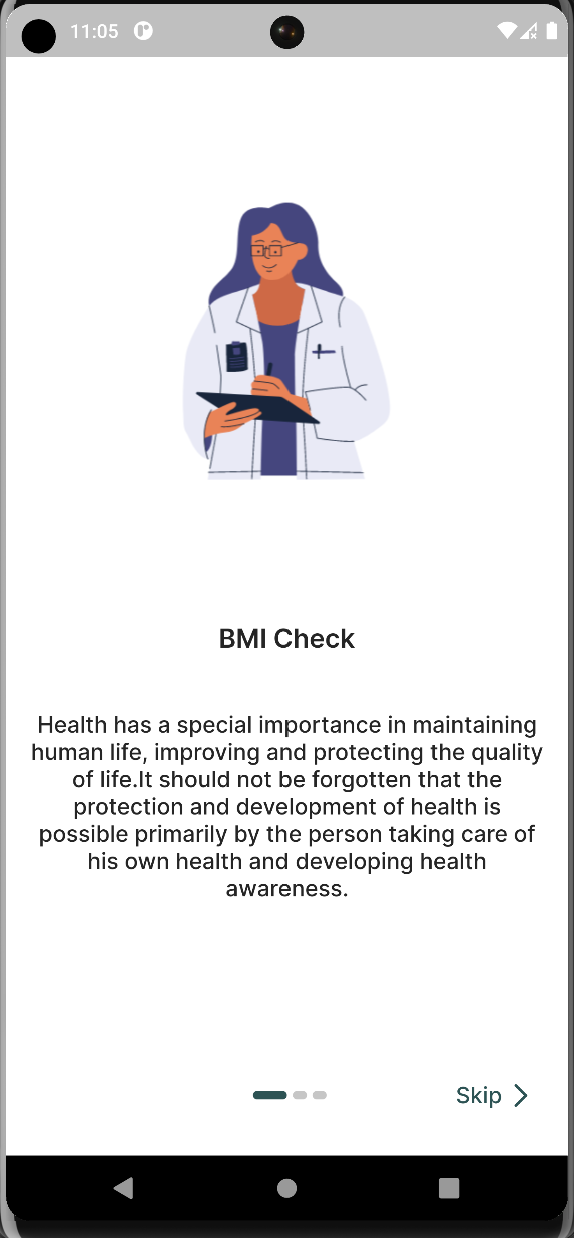 11:05
BMI Check
Health has a special importance in maintaining
human life, improving and protecting the quality
of life.It should not be forgotten that the
protection and development of health is
possible primarily by the person taking care of
his own health and developing health
awareness.
Skip